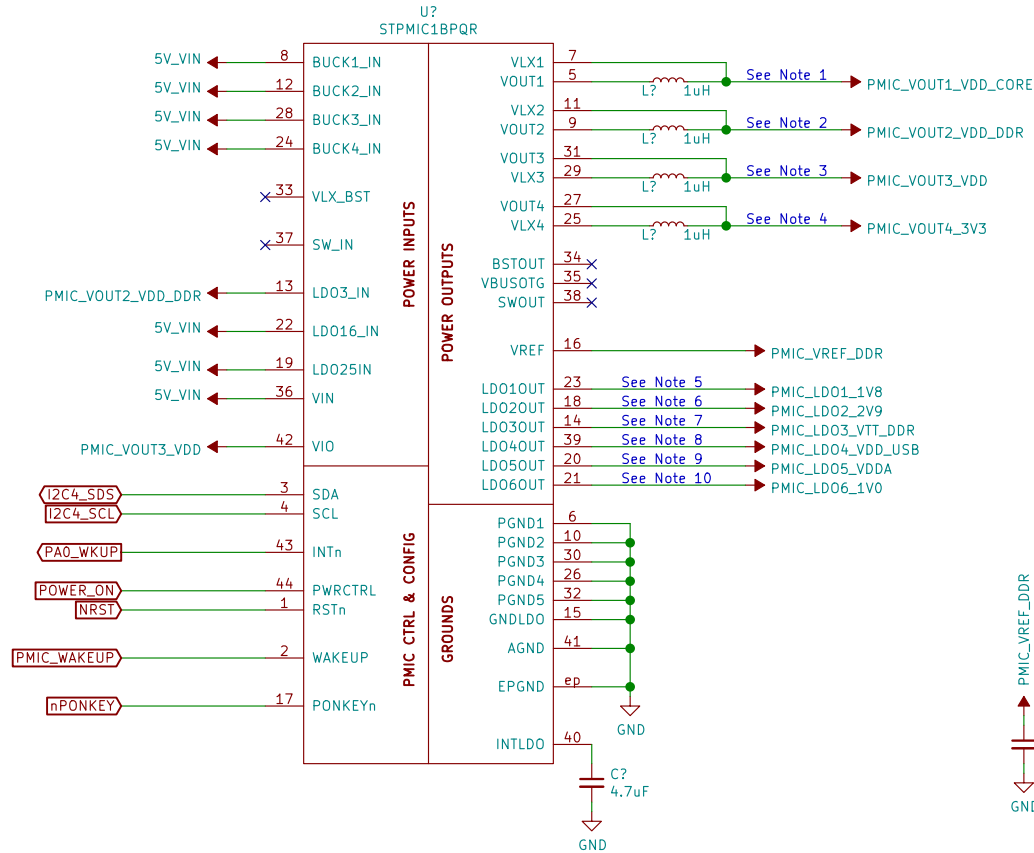 U?
STPMIC1BPQR
5V_VIN 8 BUCK1_IN
5V_VIN 12 BUCK2_IN
5V_VIN 28 BUCK3_IN
5V_VIN 24 BUCK4_IN
33 VLX_BST
37 SW_IN
PMIC_VOUT2_VDD_DDR 13 LDO3_IN
5V_VIN 22 LDO16_IN
5V_VIN 19 LDO25IN
5V_VIN 36 VIN
PMIC_VOUT3_VDD 42 VIO
I2C4_SDS 3 SDA
I2C4_SCL 4 SCL
PA0_WKUP 43 INTn
POWER_ON 44 PWRCTRL
NRST 1 RSTn
PMIC_WAKEUP 2 WAKEUP
nPONKEY 17 PONKEYn
POWER INPUTS
PMIC CTRL & CONFIG
POWER OUTPUTS
GROUNDS
VLX1 7
VOUT1 5 L? 1uH See Note 1 PMIC_VOUT1_VDD_CORE
VLX2 11
VOUT2 9 L? 1uH See Note 2 PMIC_VOUT2_VDD_DDR
VOUT3 31
VLX3 29 L? 1uH See Note 3 PMIC_VOUT3_VDD
VOUT4 27
VLX4 25 L? 1uH See Note 4 PMIC_VOUT4_3V3
BSTOUT 34
VBUSOTG 35
SWOUT 38
VREF 16 PMIC_VREF_DDR
LDO1OUT 23 See Note 5 PMIC_LDO1_1V8
LDO2OUT 18 See Note 6 PMIC_LDO2_2V9
LDO3OUT 14 See Note 7 PMIC_LDO3_VTT_DDR
LDO4OUT 39 See Note 8 PMIC_LDO4_VDD_USB
LDO5OUT 20 See Note 9 PMIC_LDO5_VDDA
LDO6OUT 21 See Note 10 PMIC_LDO6_1V0
PGND1 6
PGND2 10
PGND3 30
PGND4 26
PGND5 32
GNDLDO 15
AGND 41
EPGND ep
GND
INTLDO 40
C?
4.7uF
GND
PMIC_VREF_DDR
GND